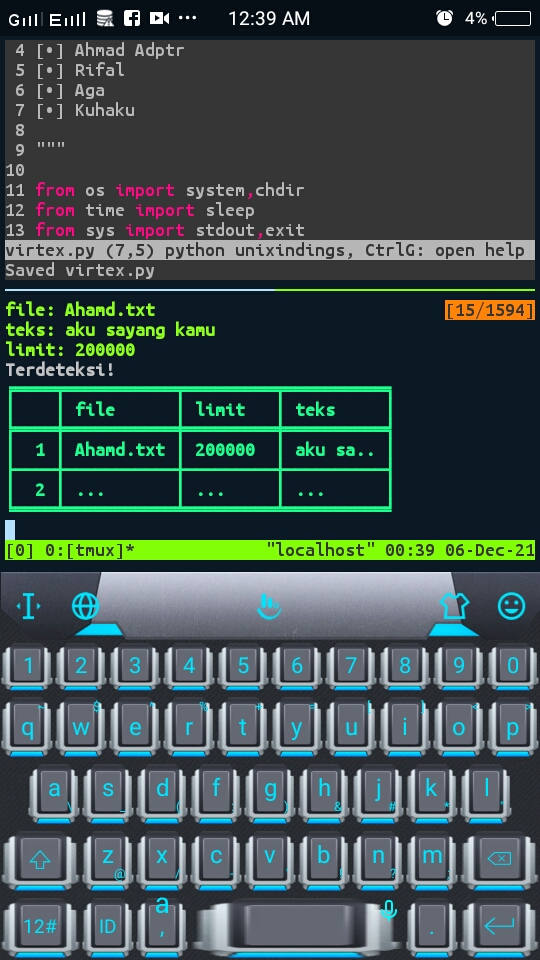 12:39 AM 4%
4 [•] Ahmad Adptr
5 [•] Rifal
6 [•] Aga
7 [•] Kuhaku
8
9 """
10
11 from os import system,chdir
12 from time import sleep
13 from sys import stdout,exit
virtex.py (7,5) python unixindings, CtrlG: open help
Saved virtex.py
file: Ahamd.txt [15/1594]
teks: aku sayang kamu
limit: 200000
Terdeteksi!
file limit teks
1 Ahamd.txt 200000 aku sa..
2 ... ... ...
[0] 0:[tmux]* "localhost" 00:39 06-Dec-21
1 2 3 4 5 6 7 8 9 0
q w e r t y u i o p
a s d f g h j k l
z x c v b n m
12# ID a , .